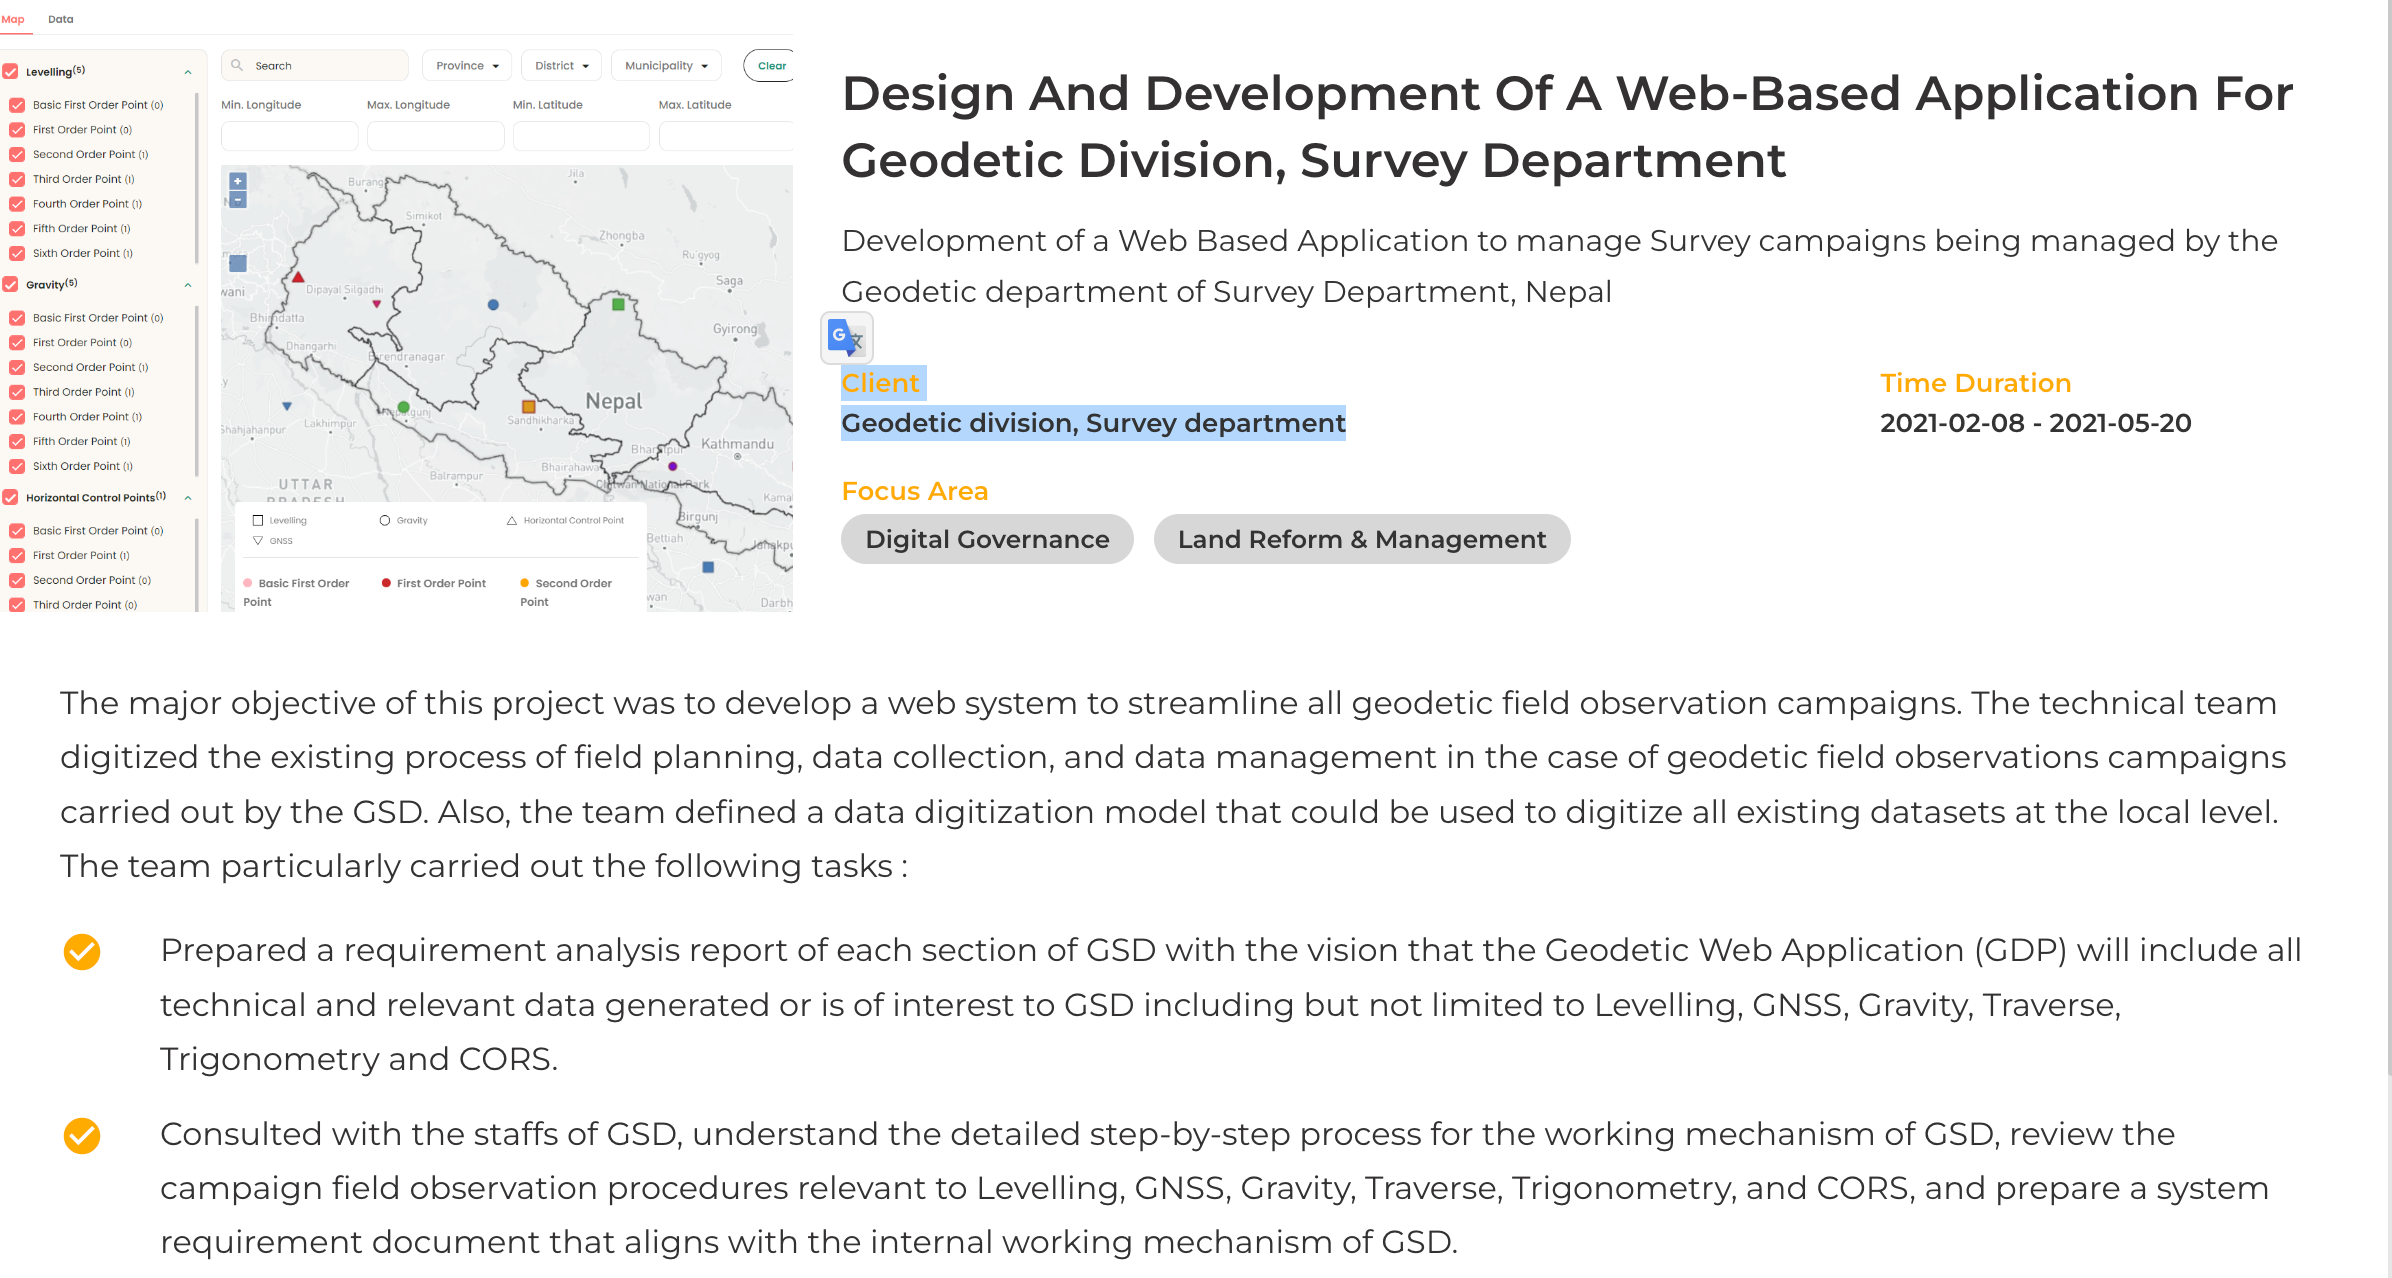 Map Data
Levelling(5)
Basic First Order Point (0)
First Order Point (0)
Second Order Point (1)
Third Order Point (1)
Fourth Order Point (1)
Fifth Order Point (1)
Sixth Order Point (1)
Gravity(5)
Basic First Order Point (0)
First Order Point (0)
Second Order Point (1)
Third Order Point (1)
Fourth Order Point (1)
Fifth Order Point (1)
Sixth Order Point (1)
Horizontal Control Points(1)
Basic First Order Point (0)
First Order Point (1)
Second Order Point (0)
Third Order Point (0)
Search Province District Municipality Clear
Min. Longitude Max. Longitude Min. Latitude Max. Latitude
+
-
Burang
Jila
Simikot
Zhongba
Ru'gyog
Saga
Dipayal Silgadhi
Bhimdatta
Gyirong
Dhangarhi
Birendranagar
Nepal
Nepalgunj
Sandhikharka
Lakhimpur
Shahjahanpur
Kathmandu
Bharatpur
Bhairahawa
Balrampur
Chitwan National Park
UTTAR
PRADESH
Birgunj
Bettiah
Levelling Gravity Horizontal Control Point
GNSS
Basic First Order Point First Order Point Second Order Point
Design And Development Of A Web-Based Application For
Geodetic Division, Survey Department
Development of a Web Based Application to manage Survey campaigns being managed by the
Geodetic department of Survey Department, Nepal
G 文
Client
Geodetic division, Survey department
Time Duration
2021-02-08 - 2021-05-20
Focus Area
Digital Governance Land Reform & Management
The major objective of this project was to develop a web system to streamline all geodetic field observation campaigns. The technical team
digitized the existing process of field planning, data collection, and data management in the case of geodetic field observations campaigns
carried out by the GSD. Also, the team defined a data digitization model that could be used to digitize all existing datasets at the local level.
The team particularly carried out the following tasks :
Prepared a requirement analysis report of each section of GSD with the vision that the Geodetic Web Application (GDP) will include all
technical and relevant data generated or is of interest to GSD including but not limited to Levelling, GNSS, Gravity, Traverse,
Trigonometry and CORS.
Consulted with the staffs of GSD, understand the detailed step-by-step process for the working mechanism of GSD, review the
campaign field observation procedures relevant to Levelling, GNSS, Gravity, Traverse, Trigonometry, and CORS, and prepare a system
requirement document that aligns with the internal working mechanism of GSD.